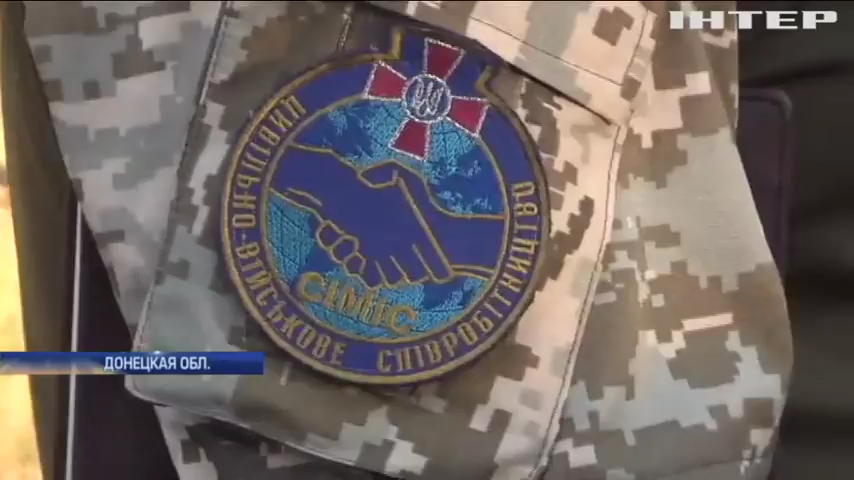 ІНТЕР
ЦИВІЛЬНО-ВІЙСЬКОВЕ СПІВРОБІТНИЦТВО
CIMIC
ДОНЕЦКАЯ ОБЛ.